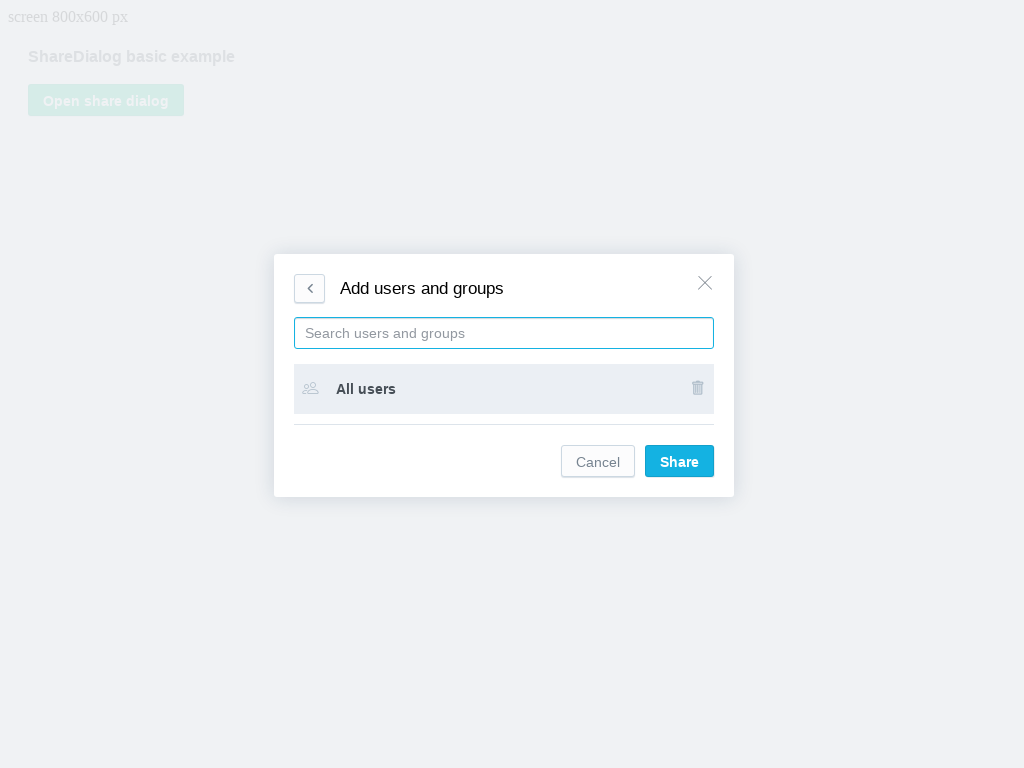 screen 800x600 px
ShareDialog basic example
Open share dialog
Add users and groups
Search users and groups
All users
Cancel
Share